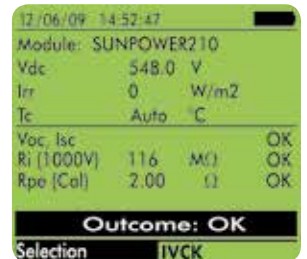 12/06/09 14:52:47
Module: SUNPOWER210
Vdc 548.0 V
Irr 0 W/m2
Tc Auto °C
Voc, Isc OK
Ri (1000V) 116 MΩ OK
Rpe (Cal) 2.00 Ω OK
Outcome: OK
Selection IVCK